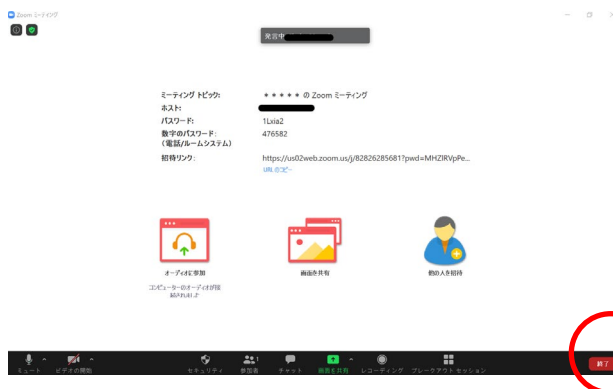 Zoom ミーティング
発言中
ミーティング トピック: ＊＊＊＊＊ の Zoom ミーティング
ホスト:
パスワード: 1Lxia2
数字のパスワード: 476582
(電話/ルームシステム)
招待リンク: https://us02web.zoom.us/j/82826285681?pwd=MHZlRVpPe...
URL のコピー
オーディオに参加 画面を共有 他の人を招待
コンピューターのオーディオが接
続されました
1
ミュート ビデオの開始 セキュリティ 参加者 チャット 画面を共有 レコーディング ブレークアウト セッション 終了